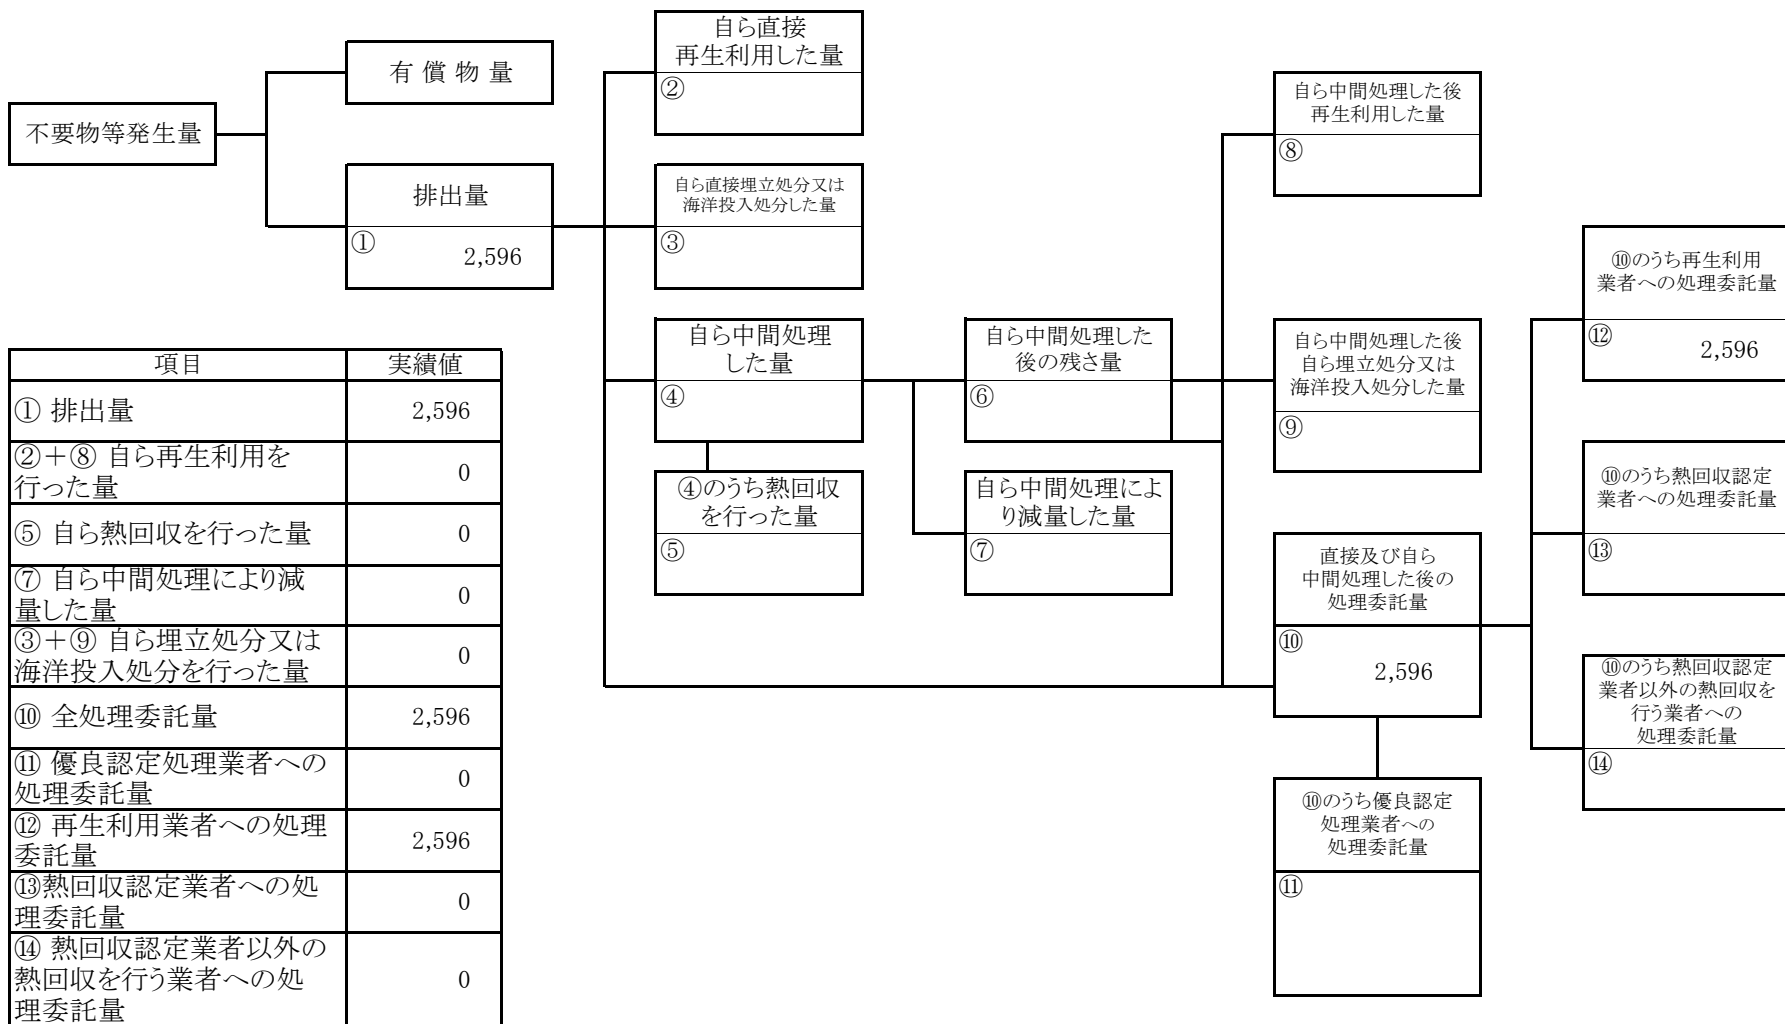 不要物等発生量
有 償 物 量
排出量
①
2,596
自ら直接
再生利用した量
②
自ら直接埋立処分又は
海洋投入処分した量
③
自ら中間処理
した量
④
④のうち熱回収
を行った量
⑤
自ら中間処理した
後の残さ量
⑥
自ら中間処理によ
り減量した量
⑦
自ら中間処理した後
再生利用した量
⑧
自ら中間処理した後
自ら埋立処分又は
海洋投入処分した量
⑨
直接及び自ら
中間処理した後の
処理委託量
⑩
2,596
⑩のうち優良認定
処理業者への
処理委託量
⑪
⑩のうち再生利用
業者への処理委託量
⑫
2,596
⑩のうち熱回収認定
業者への処理委託量
⑬
⑩のうち熱回収認定
業者以外の熱回収を
行う業者への
処理委託量
⑭
項目 実績値
① 排出量 2,596
②＋⑧ 自ら再生利用を
行った量 0
⑤ 自ら熱回収を行った量 0
⑦ 自ら中間処理により減
量した量 0
③＋⑨ 自ら埋立処分又は
海洋投入処分を行った量 0
⑩ 全処理委託量 2,596
⑪ 優良認定処理業者への
処理委託量 0
⑫ 再生利用業者への処理
委託量 2,596
⑬熱回収認定業者への処
理委託量 0
⑭ 熱回収認定業者以外の
熱回収を行う業者への処
理委託量 0